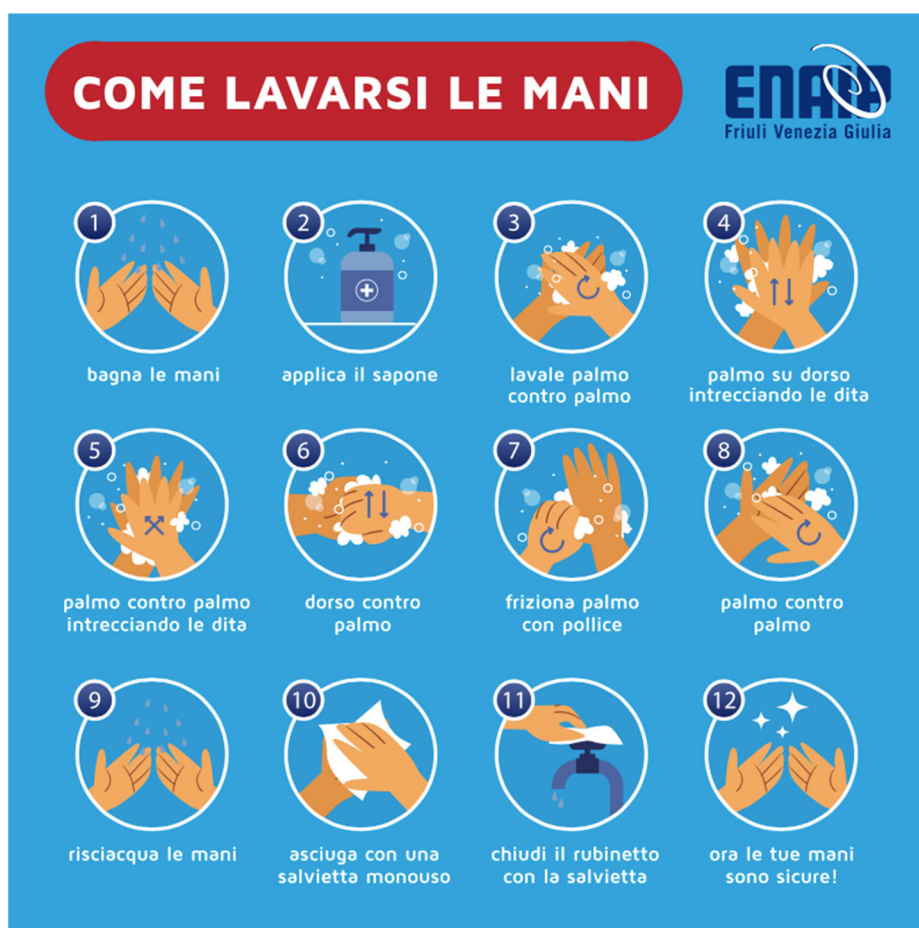 COME LAVARSI LE MANI
ENAIP
Friuli Venezia Giulia
1
bagna le mani
2
applica il sapone
3
lavale palmo
contro palmo
4
palmo su dorso
intrecciando le dita
5
palmo contro palmo
intrecciando le dita
6
dorso contro
palmo
7
friziona palmo
con pollice
8
palmo contro
palmo
9
risciacqua le mani
10
asciuga con una
salvietta monouso
11
chiudi il rubinetto
con la salvietta
12
ora le tue mani
sono sicure!